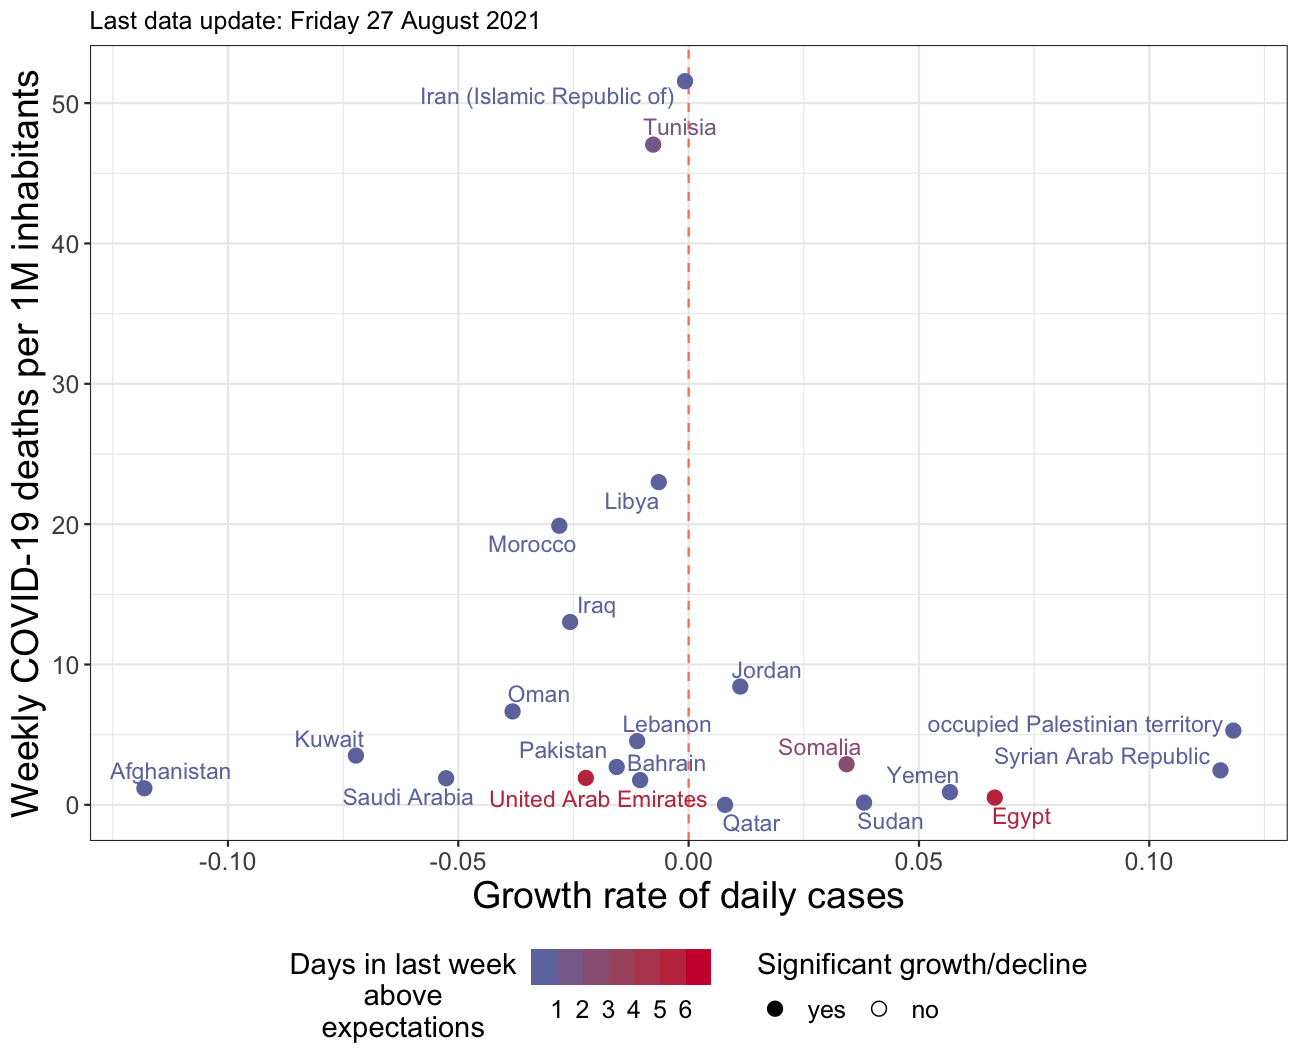 Last data update: Friday 27 August 2021
Weekly COVID-19 deaths per 1M inhabitants
50
40
30
20
10
0
Iran (Islamic Republic of)
Tunisia
Libya
Morocco
Iraq
Jordan
Oman
Lebanon
occupied Palestinian territory
Kuwait
Pakistan
Somalia
Syrian Arab Republic
Afghanistan
Bahrain
Yemen
Saudi Arabia
United Arab Emirates
Qatar
Sudan
Egypt
-0.10 -0.05 0.00 0.05 0.10
Growth rate of daily cases
Days in last week
above
expectations
1 2 3 4 5 6
Significant growth/decline
yes no